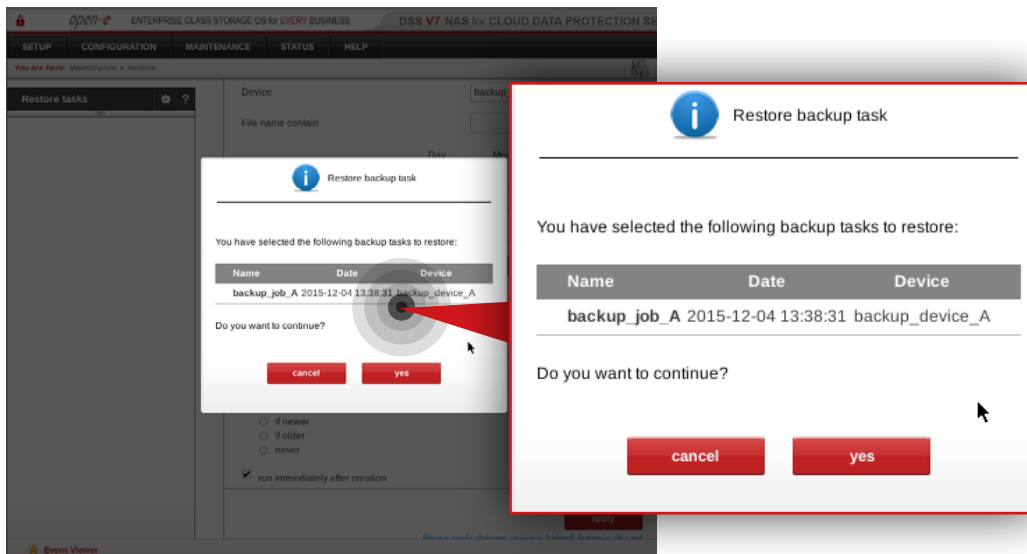 open-e ENTERPRISE CLASS STORAGE OS for EVERY BUSINESS DSS V7 NAS for CLOUD DATA PROTECTION SE
SETUP CONFIGURATION MAINTENANCE STATUS HELP
You are here: Maintenance Restore
Restore tasks ?
Device backup_
File name contain
Day
Restore backup task
You have selected the following backup tasks to restore:
Name Date Device
backup_job_A 2015-12-04 13:38:31 backup_device_A
Do you want to continue?
cancel yes
if newer
if older
never
run immediately after creation
apply
Event Viewer
Restore backup task
You have selected the following backup tasks to restore:
Name Date Device
backup_job_A 2015-12-04 13:38:31 backup_device_A
Do you want to continue?
cancel yes